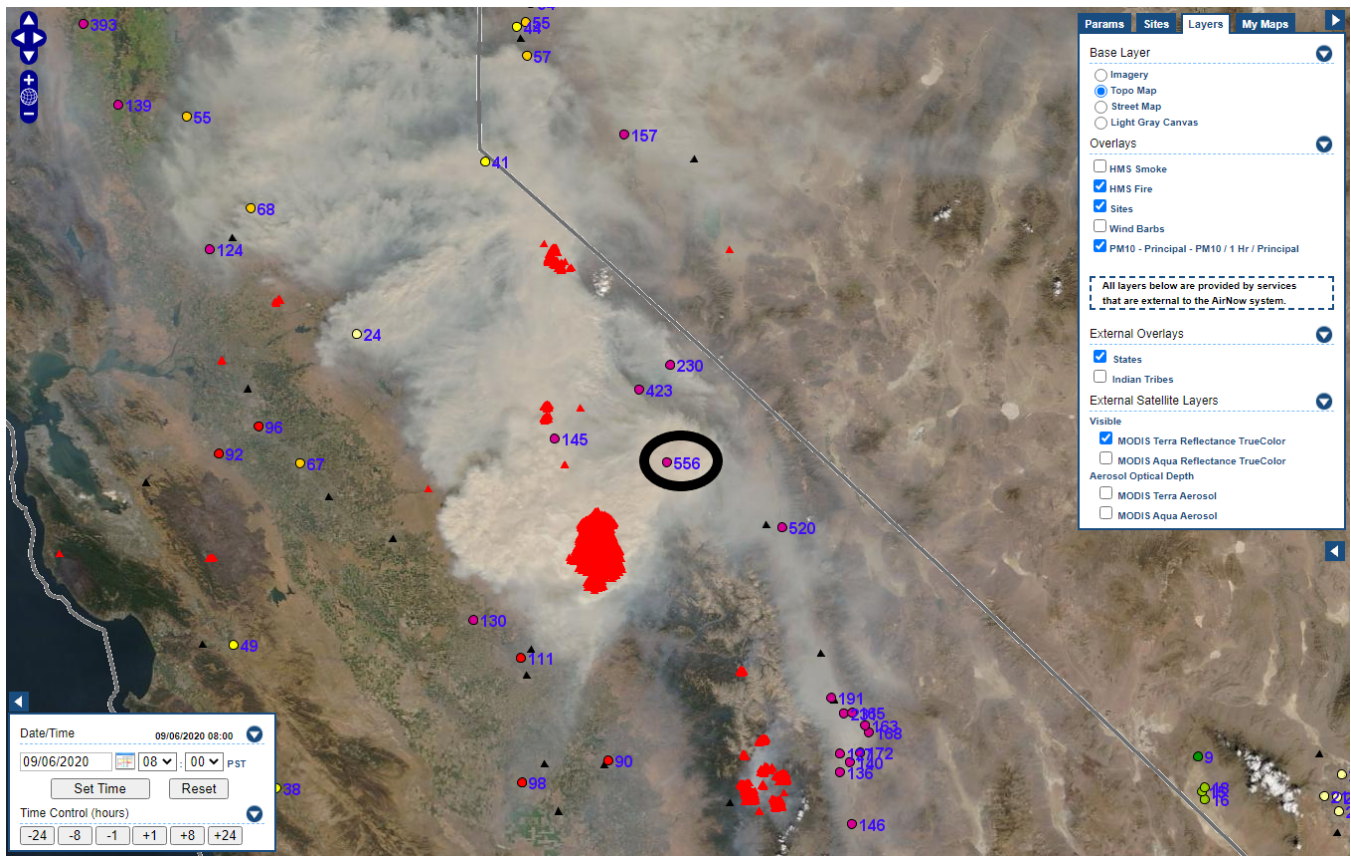 393
55
44
57
139
55
157
41
68
124
24
230
423
96
145
92
67
556
520
130
111
49
191
165
163
168
172
140
136
90
98
38
146
9
16
Params Sites Layers My Maps
Base Layer
Imagery
Topo Map
Street Map
Light Gray Canvas
Overlays
HMS Smoke
HMS Fire
Sites
Wind Barbs
PM10 - Principal - PM10 / 1 Hr / Principal
All layers below are provided by services
that are external to the AirNow system.
External Overlays
States
Indian Tribes
External Satellite Layers
Visible
MODIS Terra Reflectance TrueColor
MODIS Aqua Reflectance TrueColor
Aerosol Optical Depth
MODIS Terra Aerosol
MODIS Aqua Aerosol
Date/Time 09/06/2020 08:00
09/06/2020 08 : 00 PST
Set Time Reset
Time Control (hours)
-24 -8 -1 +1 +8 +24